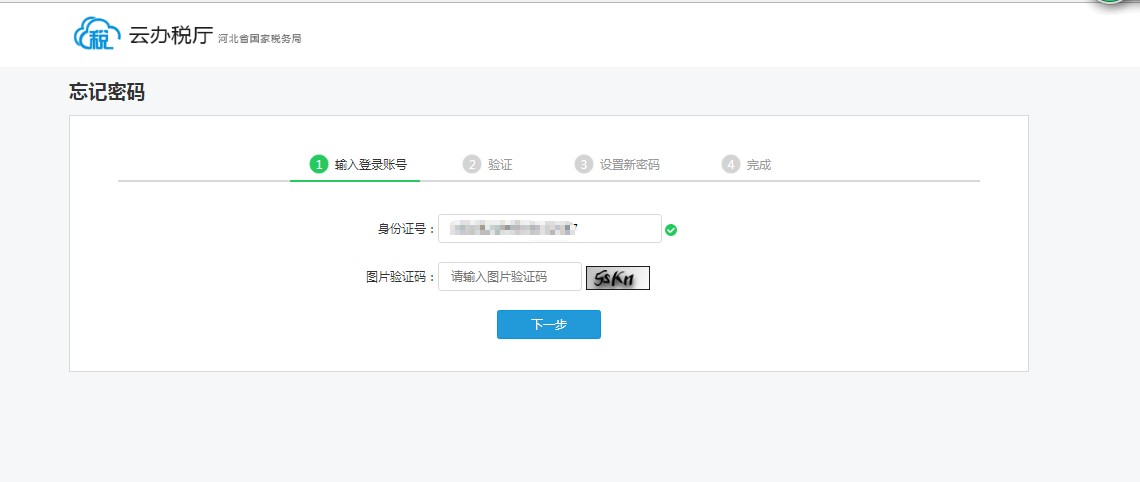 税 云办税厅 河北省国家税务局
忘记密码
1 输入登录账号 2 验证 3 设置新密码 4 完成
身份证号： 7
图片验证码： 请输入图片验证码
下一步